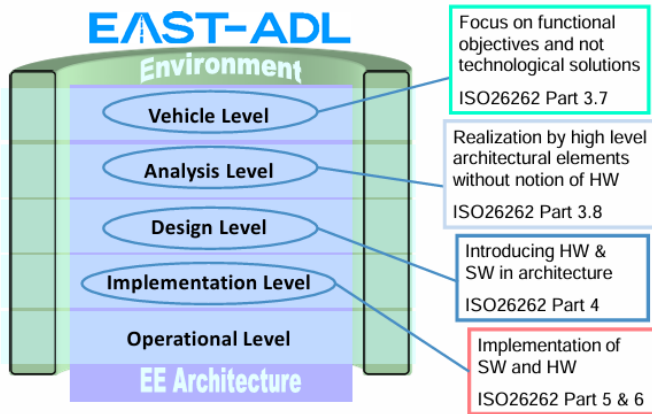 EAST-ADL
Environment
Vehicle Level
Analysis Level
Design Level
Implementation Level
Operational Level
EE Architecture
Focus on functional
objectives and not
technological solutions
ISO26262 Part 3.7
Realization by high level
architectural elements
without notion of HW
ISO26262 Part 3.8
Introducing HW &
SW in architecture
ISO26262 Part 4
Implementation of
SW and HW
ISO26262 Part 5 & 6